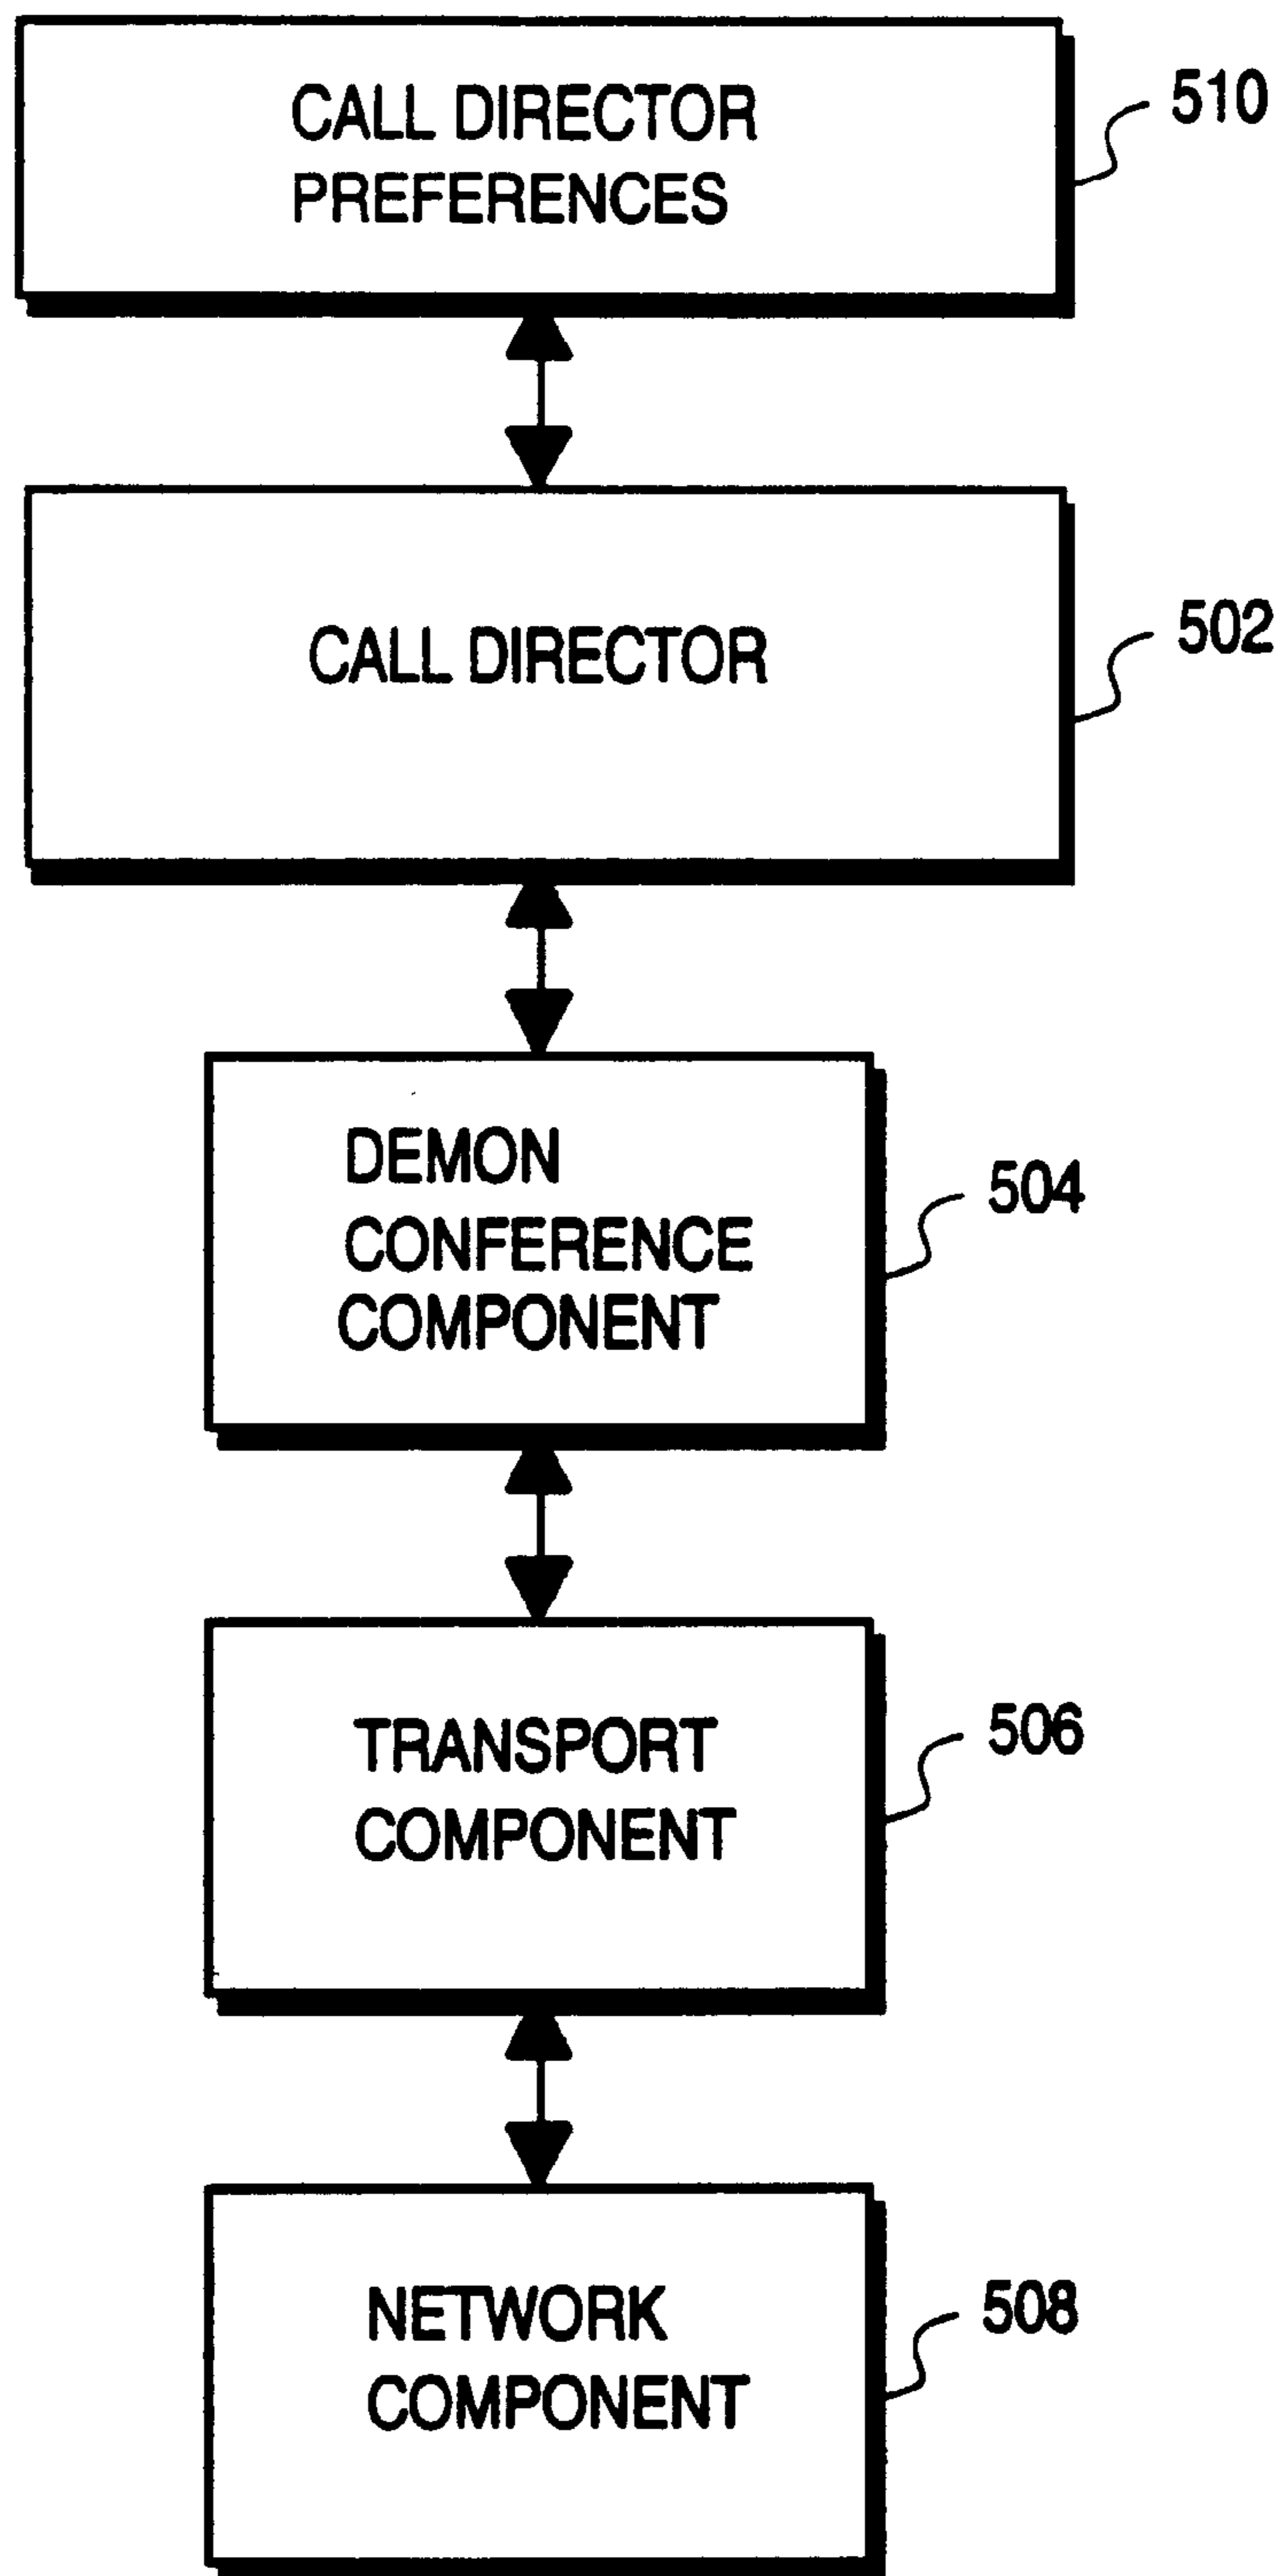 CALL DIRECTOR
PREFERENCES
510
CALL DIRECTOR
502
DEMON
CONFERENCE
COMPONENT
504
TRANSPORT
COMPONENT
506
NETWORK
COMPONENT
508